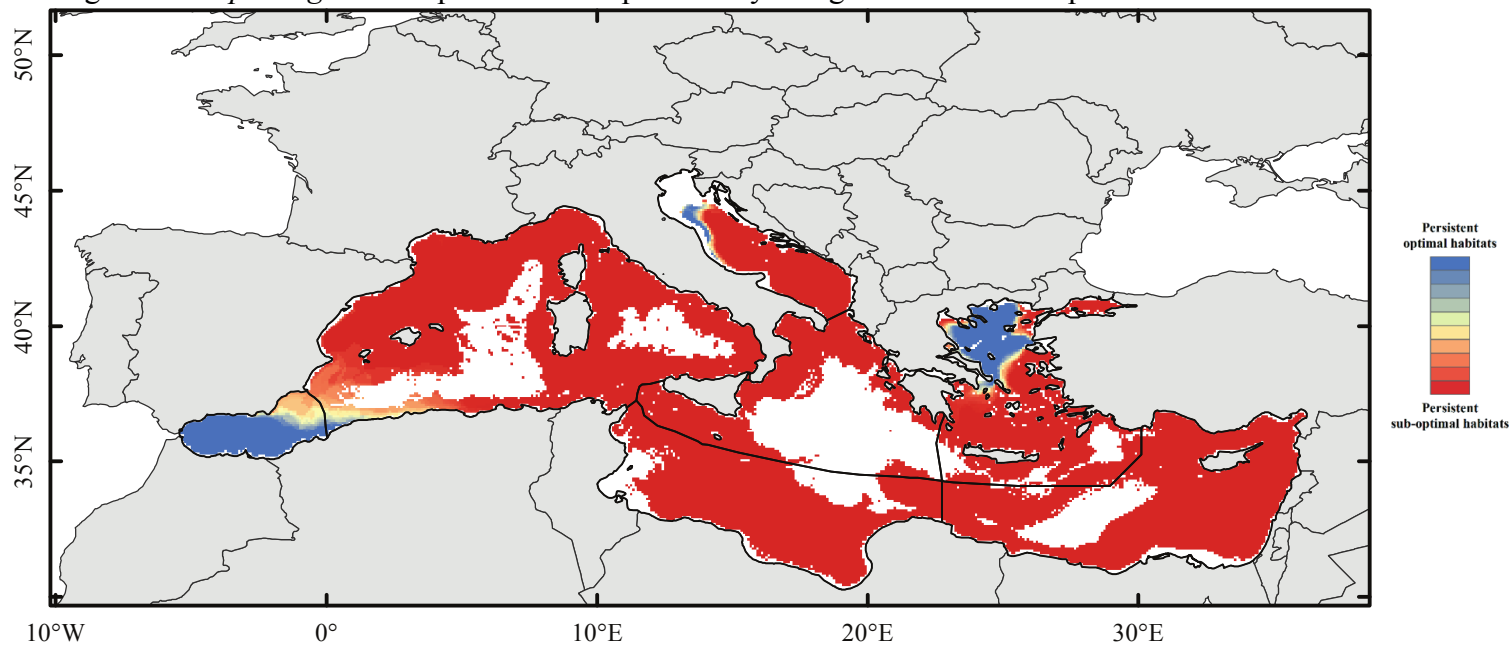 50°N
45°N
40°N
35°N
10°W 0° 10°E 20°E 30°E
Persistent
optimal habitats
Persistent
sub-optimal habitats